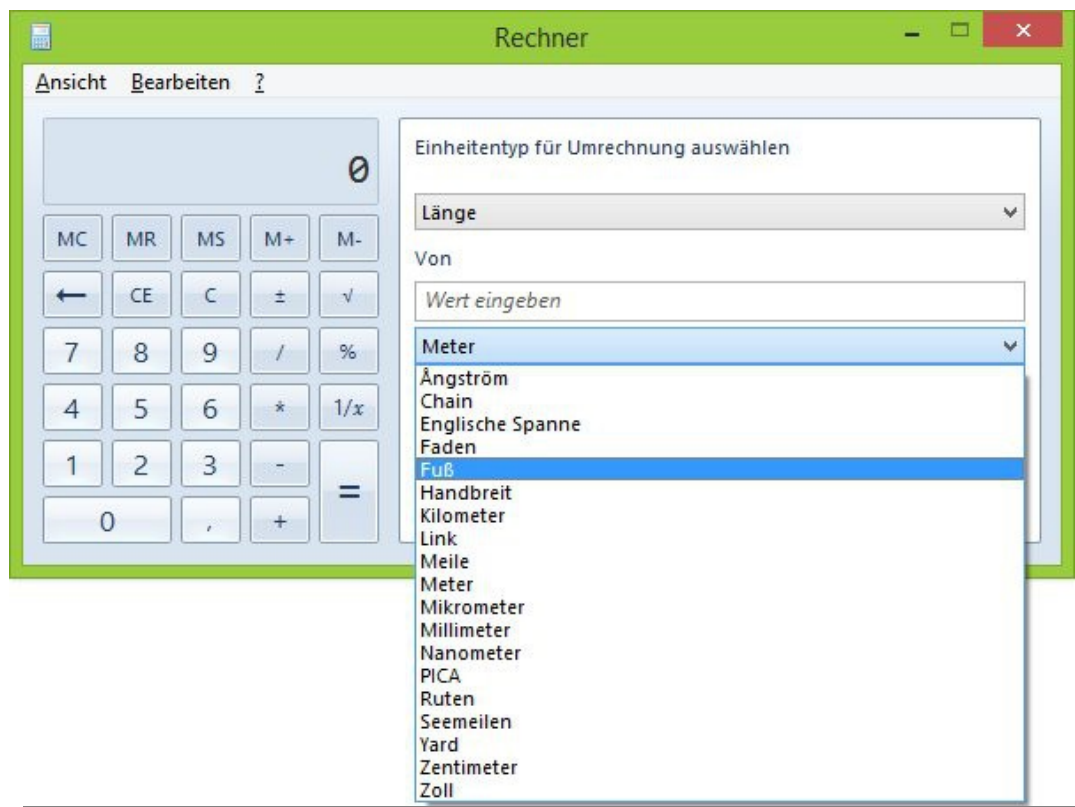 Rechner
Ansicht Bearbeiten ?
0
MC MR MS M+ M-
← CE C ± √
7 8 9 / %
4 5 6 * 1/x
1 2 3 - =
0 , +
Einheitentyp für Umrechnung auswählen
Länge
Von
Wert eingeben
Meter
Ångström
Chain
Englische Spanne
Faden
Fuß
Handbreit
Kilometer
Link
Meile
Meter
Mikrometer
Millimeter
Nanometer
PICA
Ruten
Seemeilen
Yard
Zentimeter
Zoll